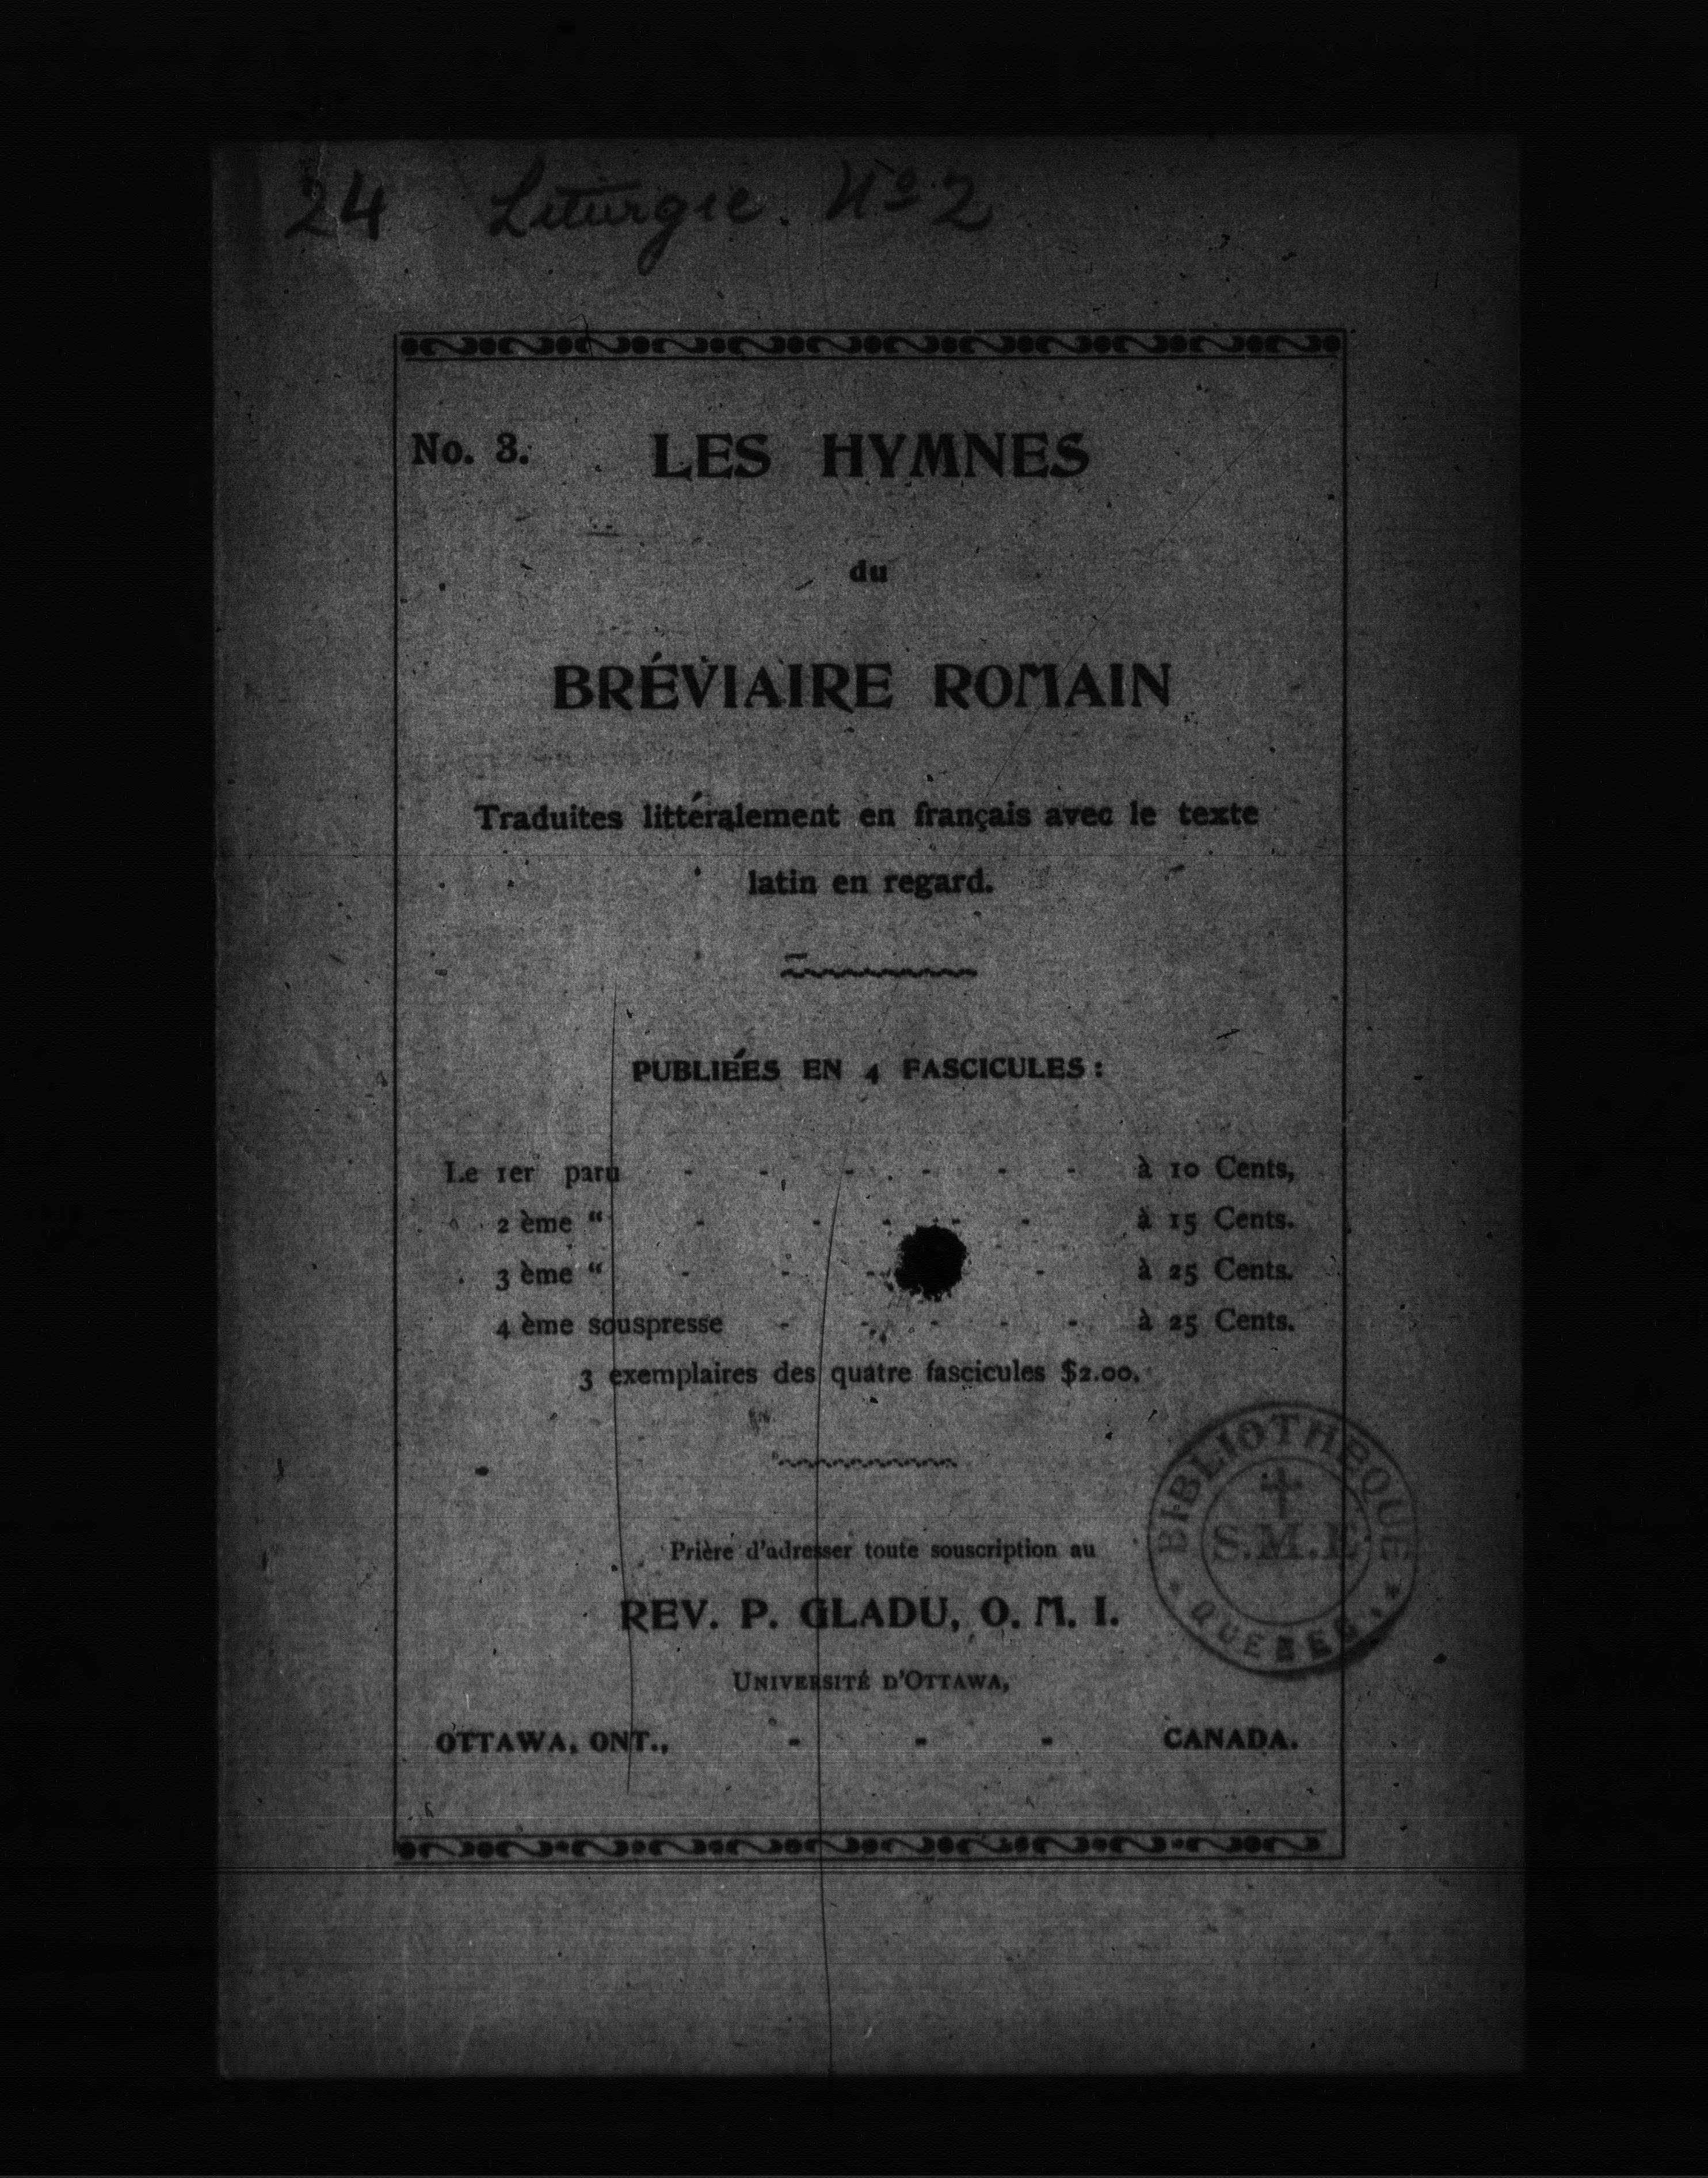 24 Liturgie. No 2
No. 3. LES HYMNES
du
BRÉVIAIRE ROMAIN
Traduites littéralement en français avec le texte
latin en regard.
PUBLIÉES EN 4 FASCICULES :
Le 1er paru - - - - - - à 10 Cents,
2 ème “ - - - - - à 15 Cents.
3 ème “ - - - - à 25 Cents.
4 ème souspresse - - - - - à 25 Cents.
3 exemplaires des quatre fascicules $2.00.
Prière d'adresser toute souscription au
REV. P. GLADU, O. M. I.
UNIVERSITÉ D'OTTAWA,
OTTAWA, ONT., - - - CANADA.
BIBLIOTHEQUE
S.M.E.
QUEBEC.